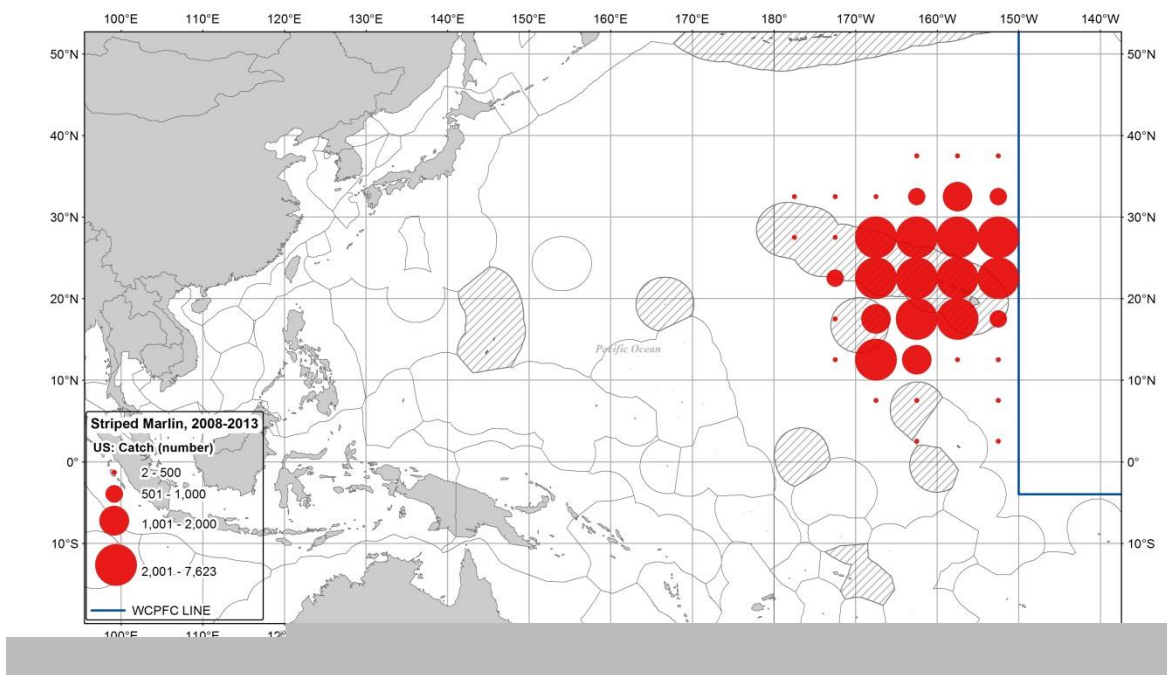 100°E 110°E 120°E 130°E 140°E 150°E 160°E 170°E 180° 170°W 160°W 150°W 140°W
50°N 50°N
40°N 40°N
30°N 30°N
20°N 20°N
Pacific Ocean
10°N 10°N
Striped Marlin, 2008-2013
US: Catch (number)
0° 0°
2 - 500
501 - 1,000
1,001 - 2,000
10°S 10°S
2,001 - 7,623
WCPFC LINE
100°E 110°E